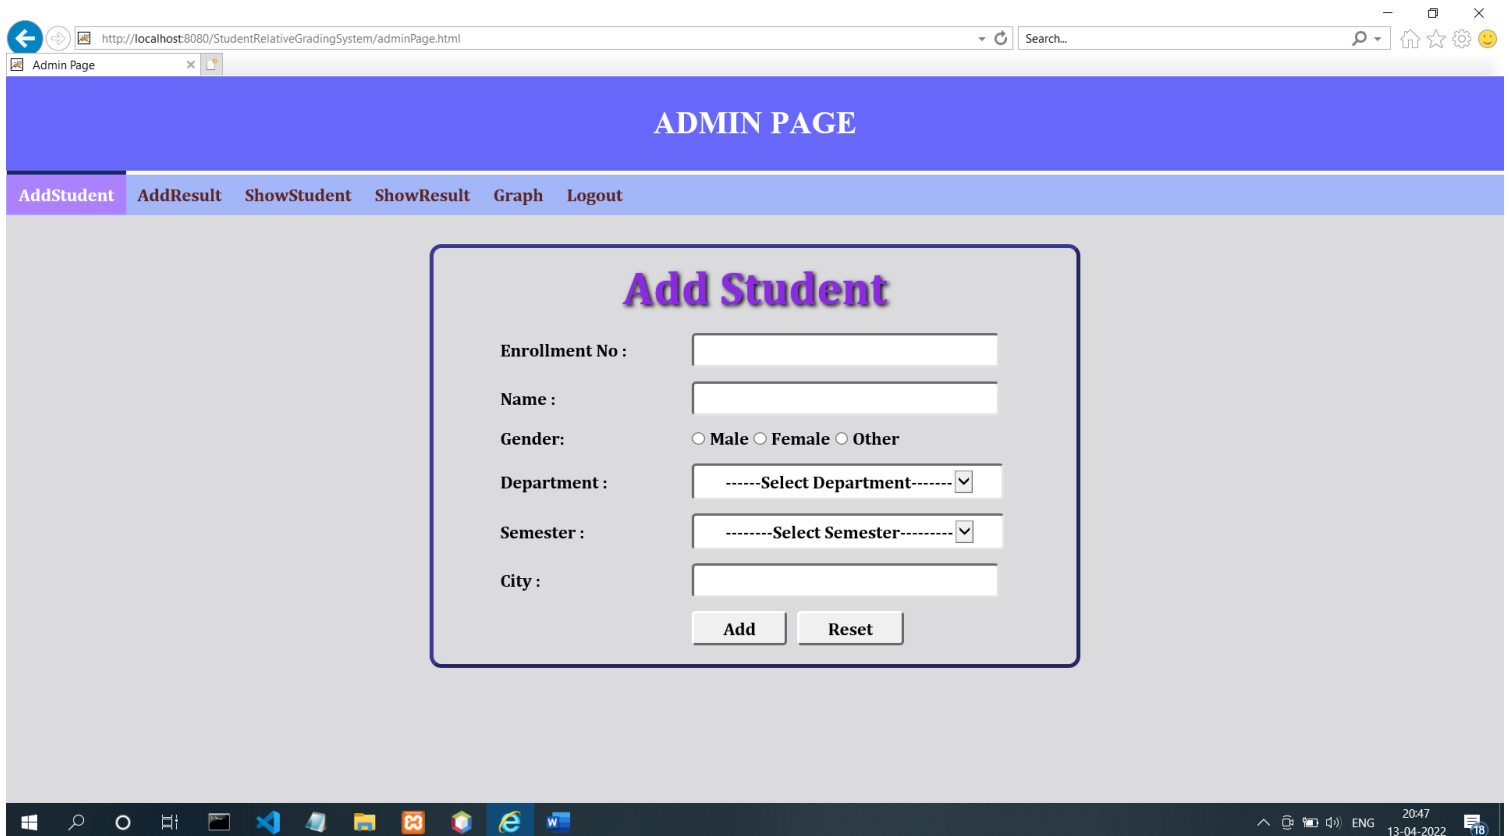 http://localhost:8080/StudentRelativeGradingSystem/adminPage.html
Search...
Admin Page
ADMIN PAGE
AddStudent AddResult ShowStudent ShowResult Graph Logout
Add Student
Enrollment No :
Name :
Gender: Male Female Other
Department : ------Select Department-------
Semester : --------Select Semester---------
City :
Add Reset
ENG
20:47
13-04-2022
18